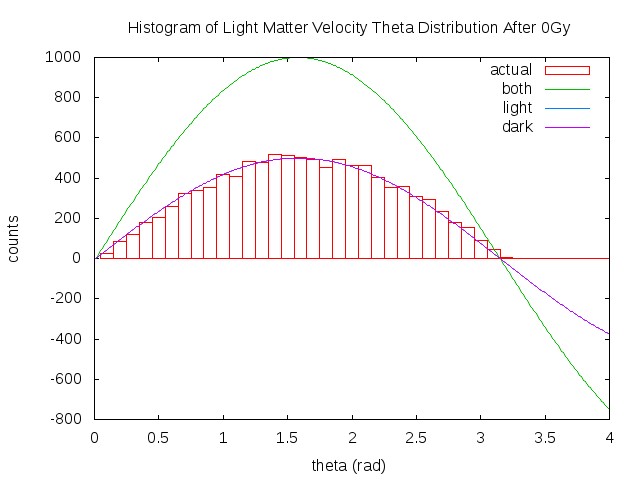 Histogram of Light Matter Velocity Theta Distribution After 0Gy
1000
800
600
400
200
0
-200
-400
-600
-800
counts
actual
both
light
dark
0 0.5 1 1.5 2 2.5 3 3.5 4
theta (rad)